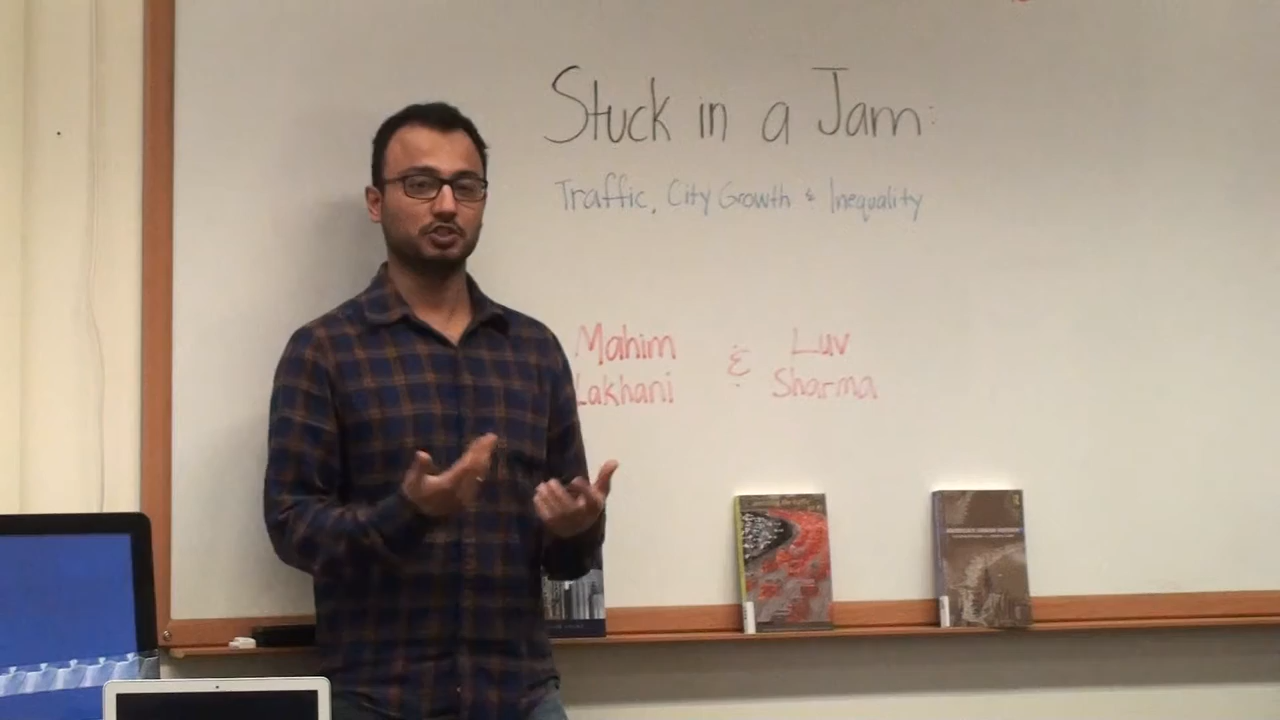 Stuck in a Jam:
Traffic, City Growth & Inequality
Mahim & Luv
Lakhani Sharma